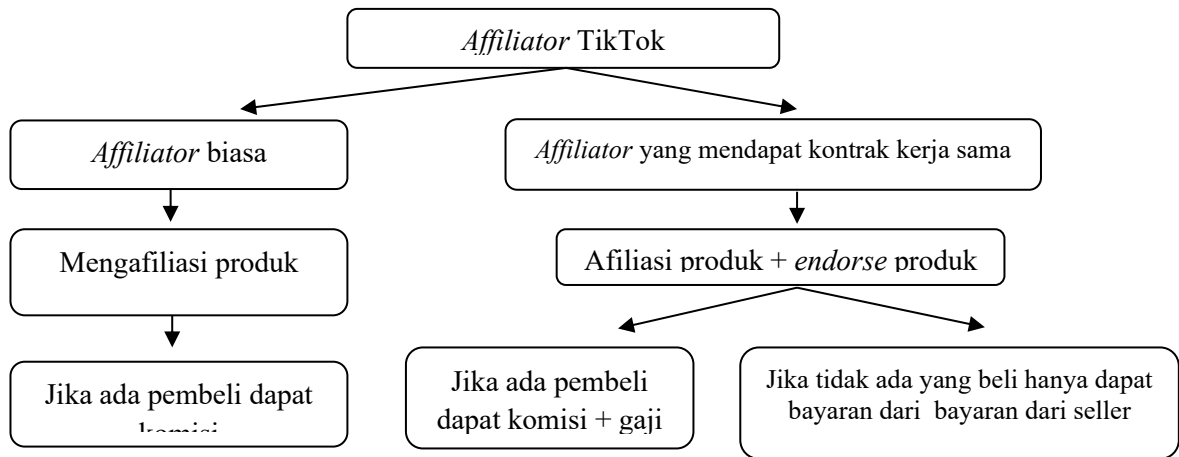 Affiliator TikTok
Affiliator biasa
Affiliator yang mendapat kontrak kerja sama
Mengafiliasi produk
Afiliasi produk + endorse produk
Jika ada pembeli dapat
komisi
Jika ada pembeli
dapat komisi + gaji
Jika tidak ada yang beli hanya dapat
bayaran dari  bayaran dari seller